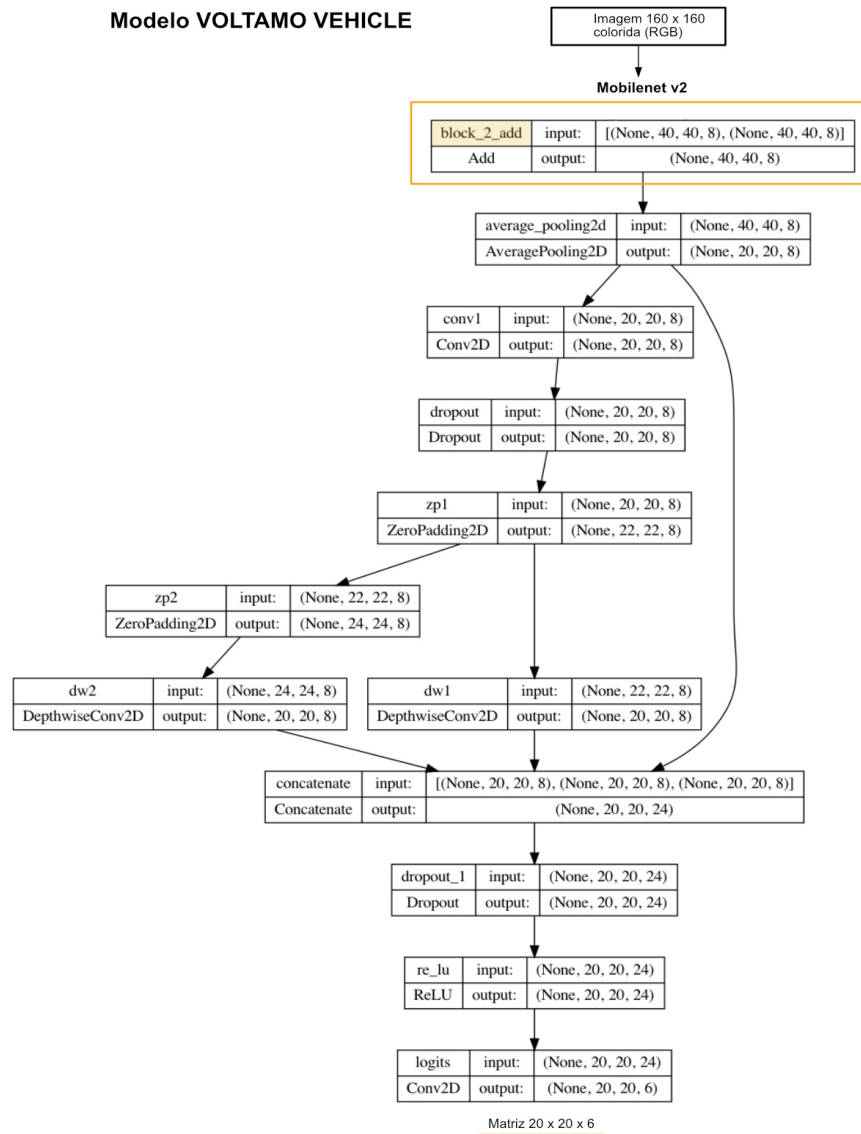 Modelo VOLTAMO VEHICLE
Imagem 160 x 160
colorida (RGB)
Mobilenet v2
block_2_add input: [(None, 40, 40, 8), (None, 40, 40, 8)]
Add output: (None, 40, 40, 8)
average_pooling2d input: (None, 40, 40, 8)
AveragePooling2D output: (None, 20, 20, 8)
conv1 input: (None, 20, 20, 8)
Conv2D output: (None, 20, 20, 8)
dropout input: (None, 20, 20, 8)
Dropout output: (None, 20, 20, 8)
zp1 input: (None, 20, 20, 8)
ZeroPadding2D output: (None, 22, 22, 8)
zp2 input: (None, 22, 22, 8)
ZeroPadding2D output: (None, 24, 24, 8)
dw2 input: (None, 24, 24, 8)
DepthwiseConv2D output: (None, 20, 20, 8)
dw1 input: (None, 22, 22, 8)
DepthwiseConv2D output: (None, 20, 20, 8)
concatenate input: [(None, 20, 20, 8), (None, 20, 20, 8), (None, 20, 20, 8)]
Concatenate output: (None, 20, 20, 24)
dropout_1 input: (None, 20, 20, 24)
Dropout output: (None, 20, 20, 24)
re_lu input: (None, 20, 20, 24)
ReLU output: (None, 20, 20, 24)
logits input: (None, 20, 20, 24)
Conv2D output: (None, 20, 20, 6)
Matriz 20 x 20 x 6